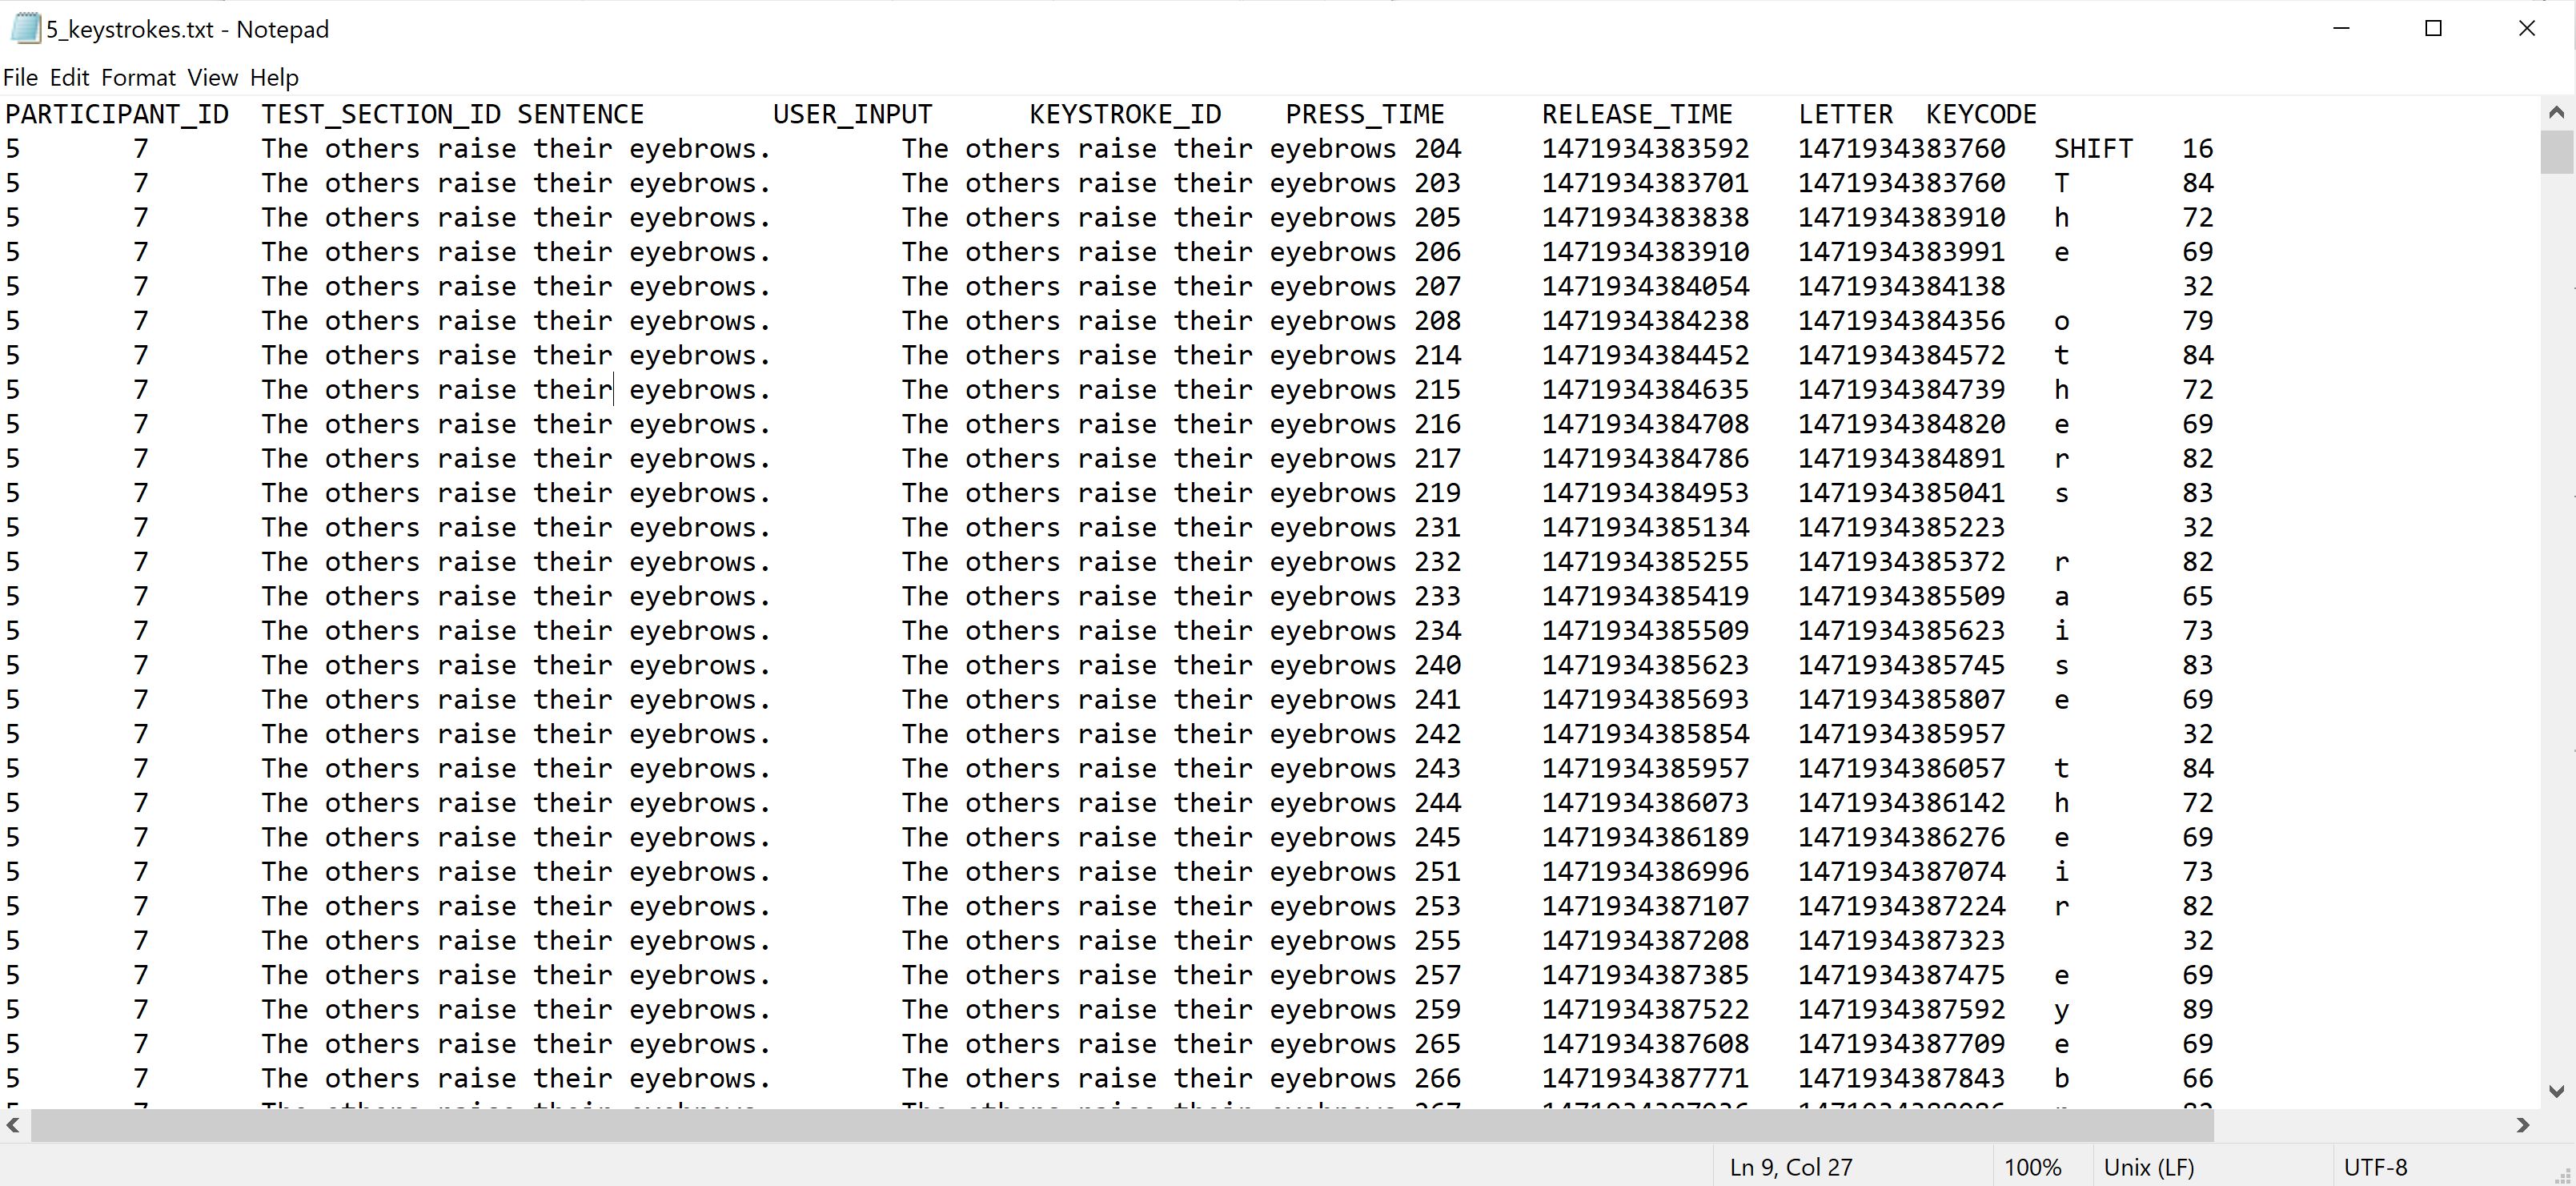 5_keystrokes.txt - Notepad
File Edit Format View Help
PARTICIPANT_ID TEST_SECTION_ID SENTENCE USER_INPUT KEYSTROKE_ID PRESS_TIME RELEASE_TIME LETTER KEYCODE
5 7 The others raise their eyebrows. The others raise their eyebrows 204 1471934383592 1471934383760 SHIFT 16
5 7 The others raise their eyebrows. The others raise their eyebrows 203 1471934383701 1471934383760 T 84
5 7 The others raise their eyebrows. The others raise their eyebrows 205 1471934383838 1471934383910 h 72
5 7 The others raise their eyebrows. The others raise their eyebrows 206 1471934383910 1471934383991 e 69
5 7 The others raise their eyebrows. The others raise their eyebrows 207 1471934384054 1471934384138 32
5 7 The others raise their eyebrows. The others raise their eyebrows 208 1471934384238 1471934384356 o 79
5 7 The others raise their eyebrows. The others raise their eyebrows 214 1471934384452 1471934384572 t 84
5 7 The others raise their eyebrows. The others raise their eyebrows 215 1471934384635 1471934384739 h 72
5 7 The others raise their eyebrows. The others raise their eyebrows 216 1471934384708 1471934384820 e 69
5 7 The others raise their eyebrows. The others raise their eyebrows 217 1471934384786 1471934384891 r 82
5 7 The others raise their eyebrows. The others raise their eyebrows 219 1471934384953 1471934385041 s 83
5 7 The others raise their eyebrows. The others raise their eyebrows 231 1471934385134 1471934385223 32
5 7 The others raise their eyebrows. The others raise their eyebrows 232 1471934385255 1471934385372 r 82
5 7 The others raise their eyebrows. The others raise their eyebrows 233 1471934385419 1471934385509 a 65
5 7 The others raise their eyebrows. The others raise their eyebrows 234 1471934385509 1471934385623 i 73
5 7 The others raise their eyebrows. The others raise their eyebrows 240 1471934385623 1471934385745 s 83
5 7 The others raise their eyebrows. The others raise their eyebrows 241 1471934385693 1471934385807 e 69
5 7 The others raise their eyebrows. The others raise their eyebrows 242 1471934385854 1471934385957 32
5 7 The others raise their eyebrows. The others raise their eyebrows 243 1471934385957 1471934386057 t 84
5 7 The others raise their eyebrows. The others raise their eyebrows 244 1471934386073 1471934386142 h 72
5 7 The others raise their eyebrows. The others raise their eyebrows 245 1471934386189 1471934386276 e 69
5 7 The others raise their eyebrows. The others raise their eyebrows 251 1471934386996 1471934387074 i 73
5 7 The others raise their eyebrows. The others raise their eyebrows 253 1471934387107 1471934387224 r 82
5 7 The others raise their eyebrows. The others raise their eyebrows 255 1471934387208 1471934387323 32
5 7 The others raise their eyebrows. The others raise their eyebrows 257 1471934387385 1471934387475 e 69
5 7 The others raise their eyebrows. The others raise their eyebrows 259 1471934387522 1471934387592 y 89
5 7 The others raise their eyebrows. The others raise their eyebrows 265 1471934387608 1471934387709 e 69
5 7 The others raise their eyebrows. The others raise their eyebrows 266 1471934387771 1471934387843 b 66
Ln 9, Col 27 100% Unix (LF) UTF-8